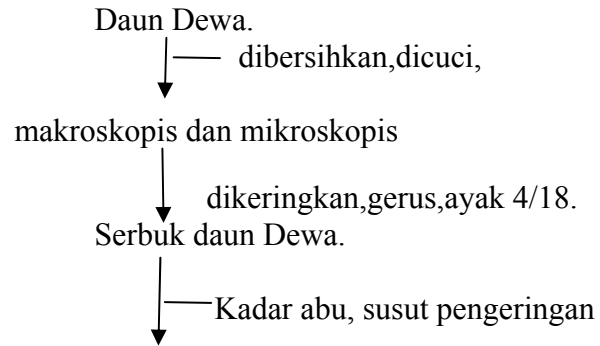 Daun Dewa.
dibersihkan,dicuci,
makroskopis dan mikroskopis
dikeringkan,gerus,ayak 4/18.
Serbuk daun Dewa.
Kadar abu, susut pengeringan